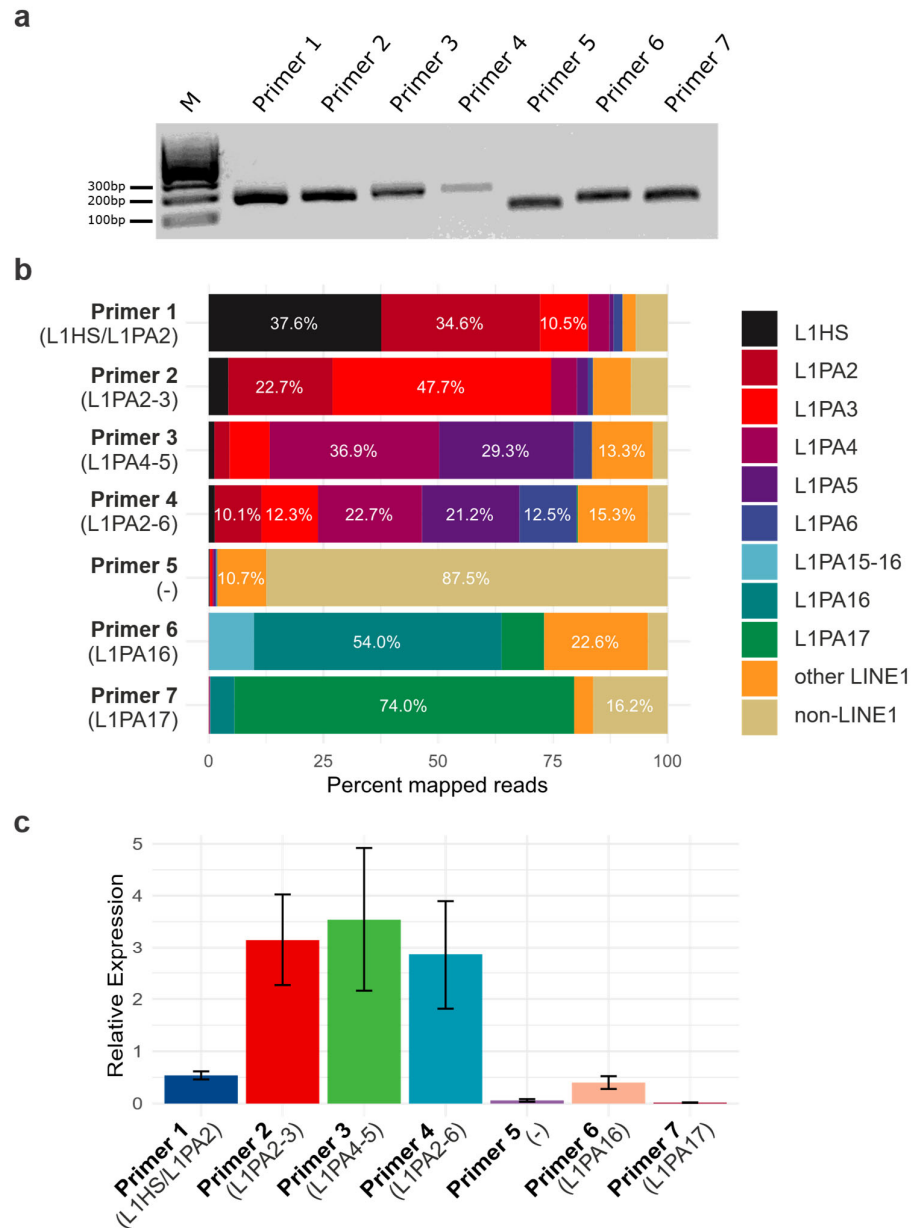 a
M
Primer 1
Primer 2
Primer 3
Primer 4
Primer 5
Primer 6
Primer 7
300bp
200bp
100bp
b
Primer 1
(L1HS/L1PA2)
37.6% 34.6% 10.5%
Primer 2
(L1PA2-3)
22.7% 47.7%
Primer 3
(L1PA4-5)
36.9% 29.3% 13.3%
Primer 4
(L1PA2-6)
10.1% 12.3% 22.7% 21.2% 12.5% 15.3%
Primer 5
(-)
10.7% 87.5%
Primer 6
(L1PA16)
54.0% 22.6%
Primer 7
(L1PA17)
74.0% 16.2%
0 25 50 75 100
Percent mapped reads
L1HS
L1PA2
L1PA3
L1PA4
L1PA5
L1PA6
L1PA15-16
L1PA16
L1PA17
other LINE1
non-LINE1
c
Relative Expression
5
4
3
2
1
0
Primer 1
(L1HS/L1PA2)
Primer 2
(L1PA2-3)
Primer 3
(L1PA4-5)
Primer 4
(L1PA2-6)
Primer 5 (-)
Primer 6
(L1PA16)
Primer 7
(L1PA17)